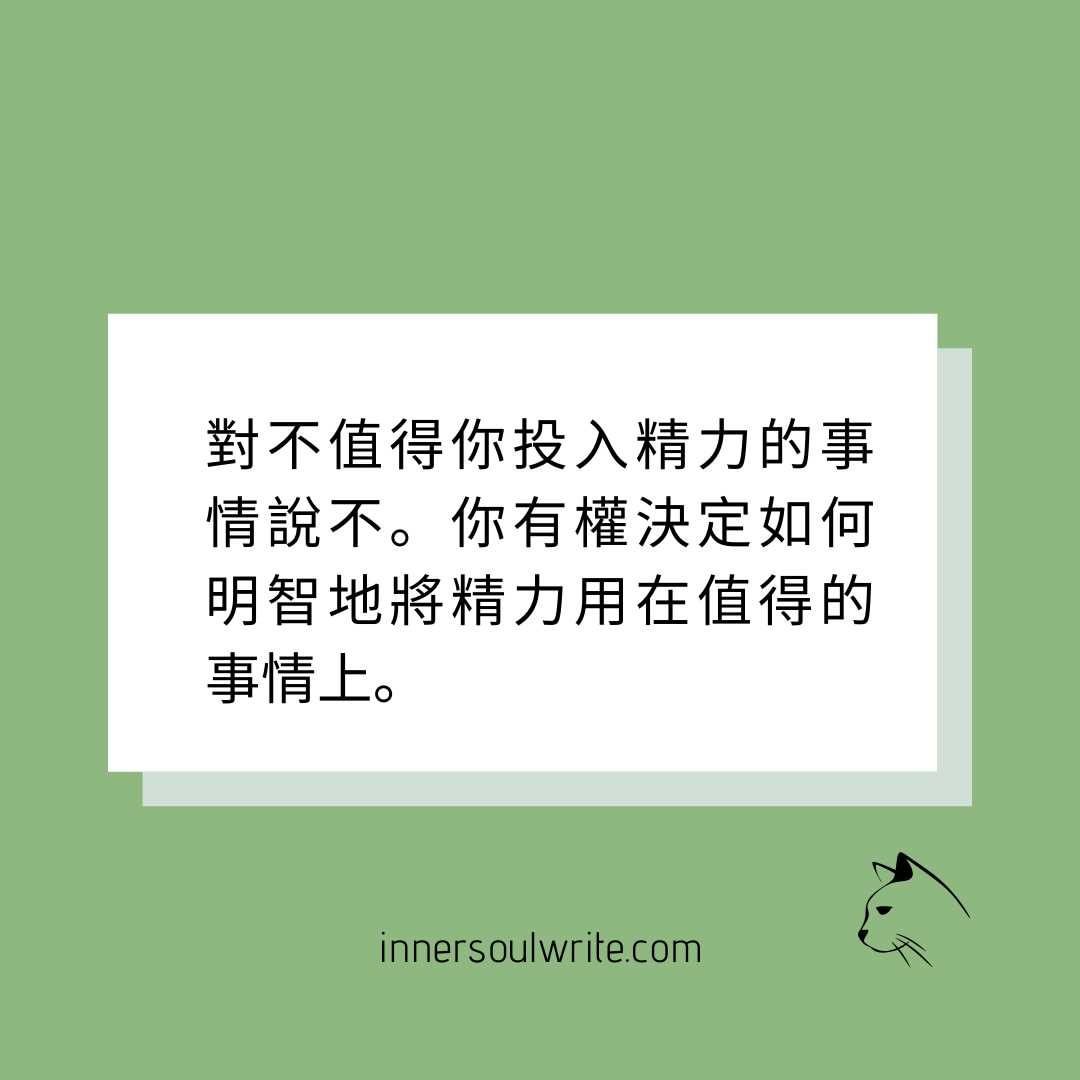 對不值得你投入精力的事
情說不。你有權決定如何
明智地將精力用在值得的
事情上。
innersoulwrite.com